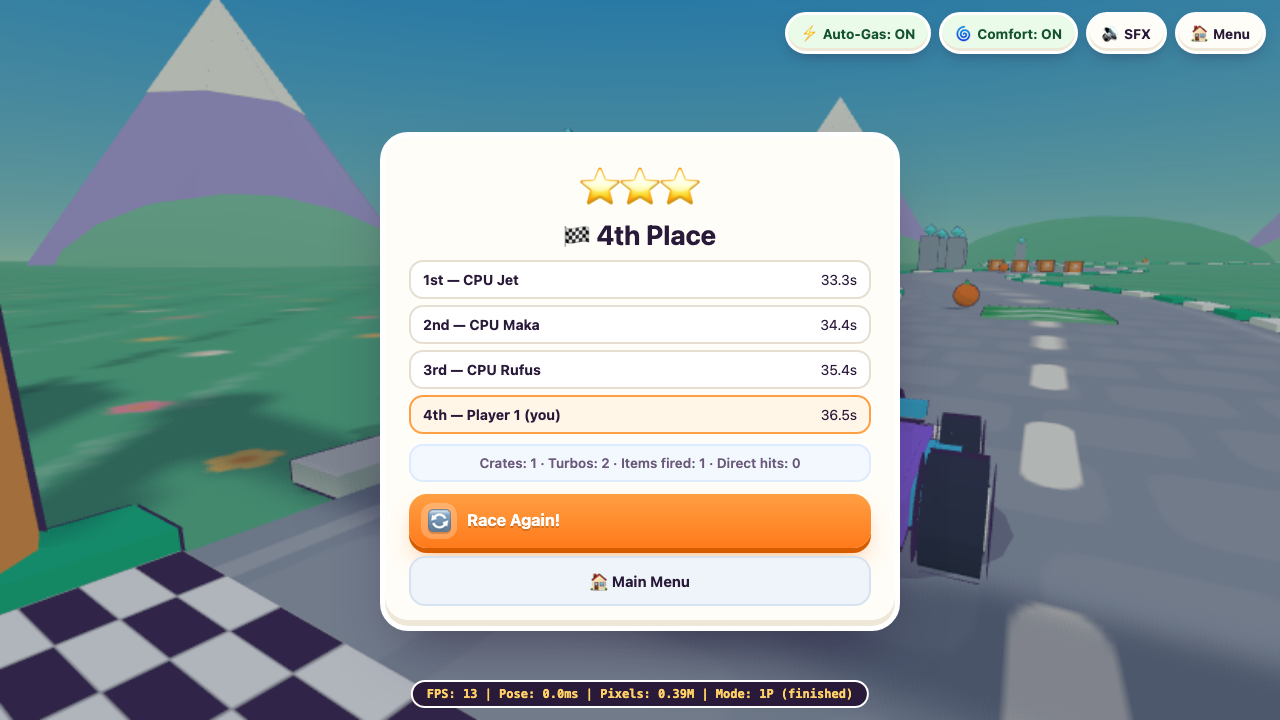 ⚡ Auto-Gas: ON
🌀 Comfort: ON
🔈 SFX
🏠 Menu
🏁 4th Place
1st — CPU Jet 33.3s
2nd — CPU Maka 34.4s
3rd — CPU Rufus 35.4s
4th — Player 1 (you) 36.5s
Crates: 1 · Turbos: 2 · Items fired: 1 · Direct hits: 0
Race Again!
🏠 Main Menu
FPS: 13 | Pose: 0.0ms | Pixels: 0.39M | Mode: 1P (finished)